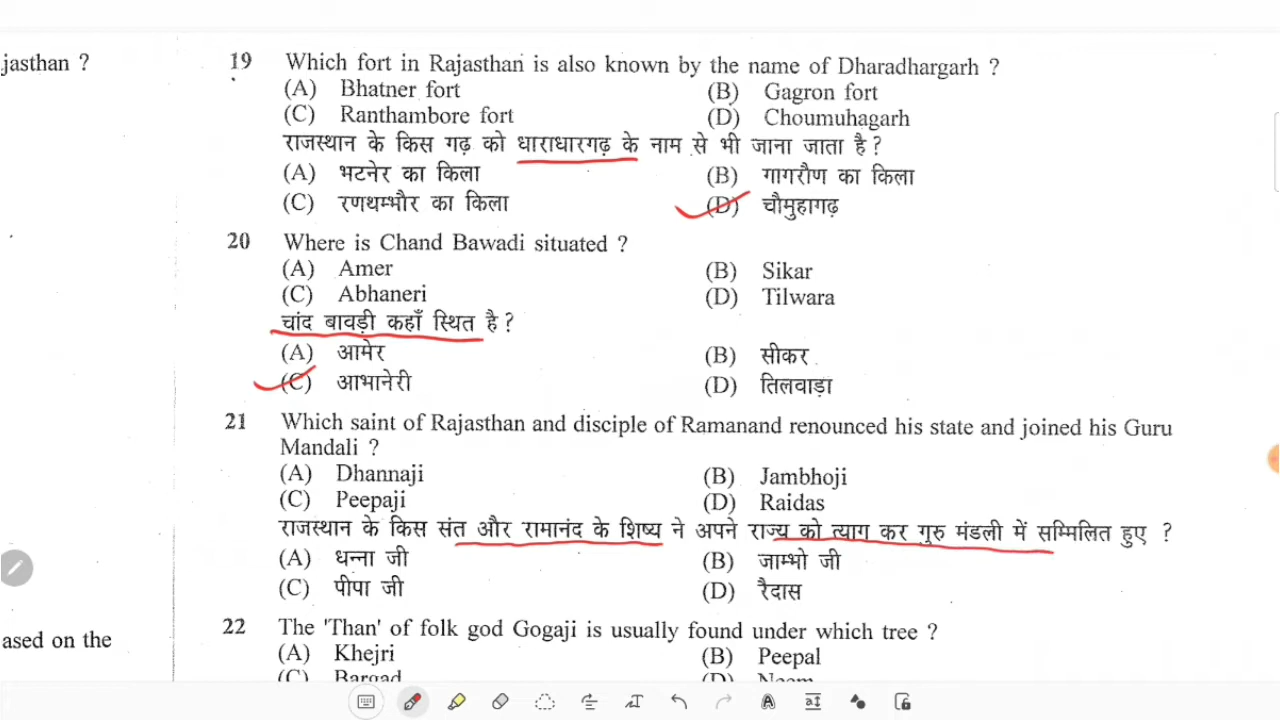 jasthan ?
19 Which fort in Rajasthan is also known by the name of Dharadhargarh ?
(A) Bhatner fort (B) Gagron fort
(C) Ranthambore fort (D) Choumuhagarh
राजस्थान के किस गढ़ को धाराधारगढ़ के नाम से भी जाना जाता है?
(A) भटनेर का किला (B) गागरौण का किला
(C) रणथम्भौर का किला (D) चौमुहागढ़
20 Where is Chand Bawadi situated ?
(A) Amer (B) Sikar
(C) Abhaneri (D) Tilwara
चांद बावड़ी कहाँ स्थित है?
(A) आमेर (B) सीकर
(C) आभानेरी (D) तिलवाड़ा
21 Which saint of Rajasthan and disciple of Ramanand renounced his state and joined his Guru
Mandali ?
(A) Dhannaji (B) Jambhoji
(C) Peepaji (D) Raidas
राजस्थान के किस संत और रामानंद के शिष्य ने अपने राज्य को त्याग कर गुरु मंडली में सम्मिलित हुए ?
(A) धन्ना जी (B) जाम्भो जी
(C) पीपा जी (D) रैदास
ased on the
22 The 'Than' of folk god Gogaji is usually found under which tree ?
(A) Khejri (B) Peepal
(C) Bargad (D) Neem